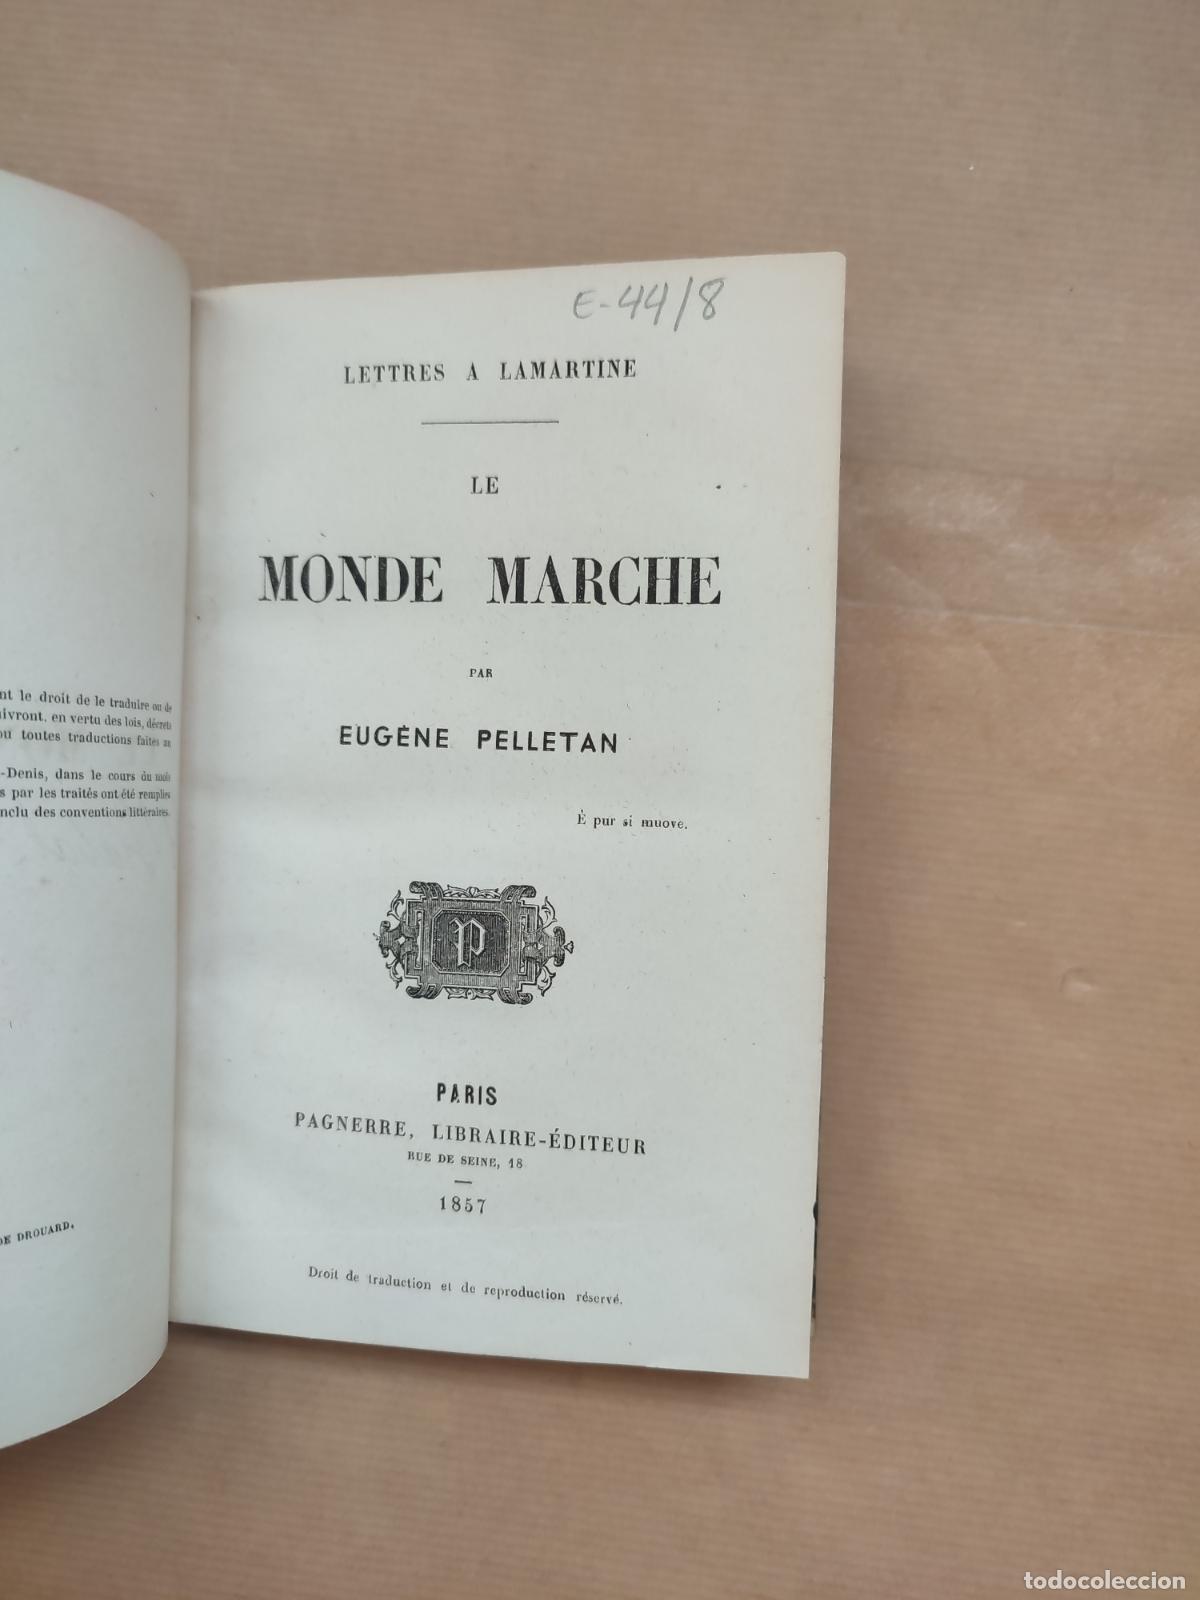 nt le droit de le traduire ou de
uivront, en vertu des lois, décrets
ou toutes traductions faites au
-Denis, dans le cours du mois
s par les traités ont été remplies
nclu des conventions littéraires.
DE DROUARD.
E-44/8
LETTRES A LAMARTINE
LE
MONDE MARCHE
PAR
EUGÈNE PELLETAN
È pur si muove.
P
PARIS
PAGNERRE, LIBRAIRE-ÉDITEUR
RUE DE SEINE, 18
1857
Droit de traduction et de reproduction réservé.
todocoleccion